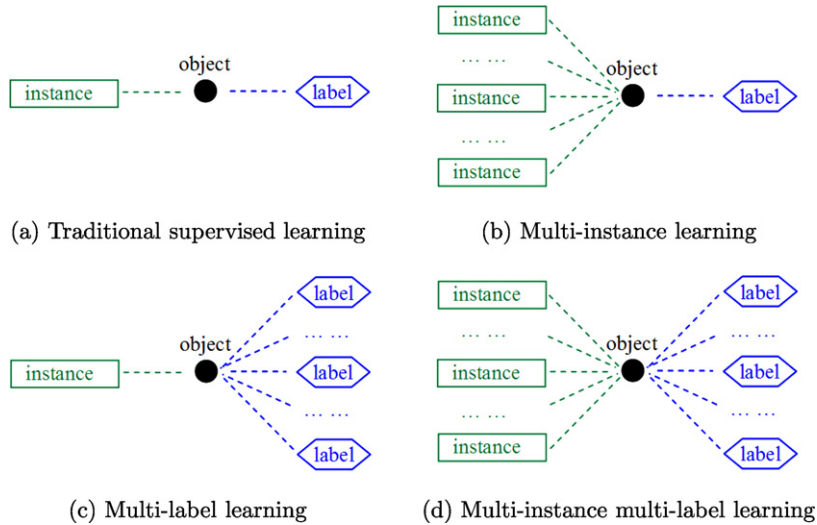 object
instance
label
(a) Traditional supervised learning
instance
... ...
instance
... ...
instance
object
label
(b) Multi-instance learning
instance
object
label
... ...
label
... ...
label
(c) Multi-label learning
instance
... ...
instance
... ...
instance
object
label
... ...
label
... ...
label
(d) Multi-instance multi-label learning